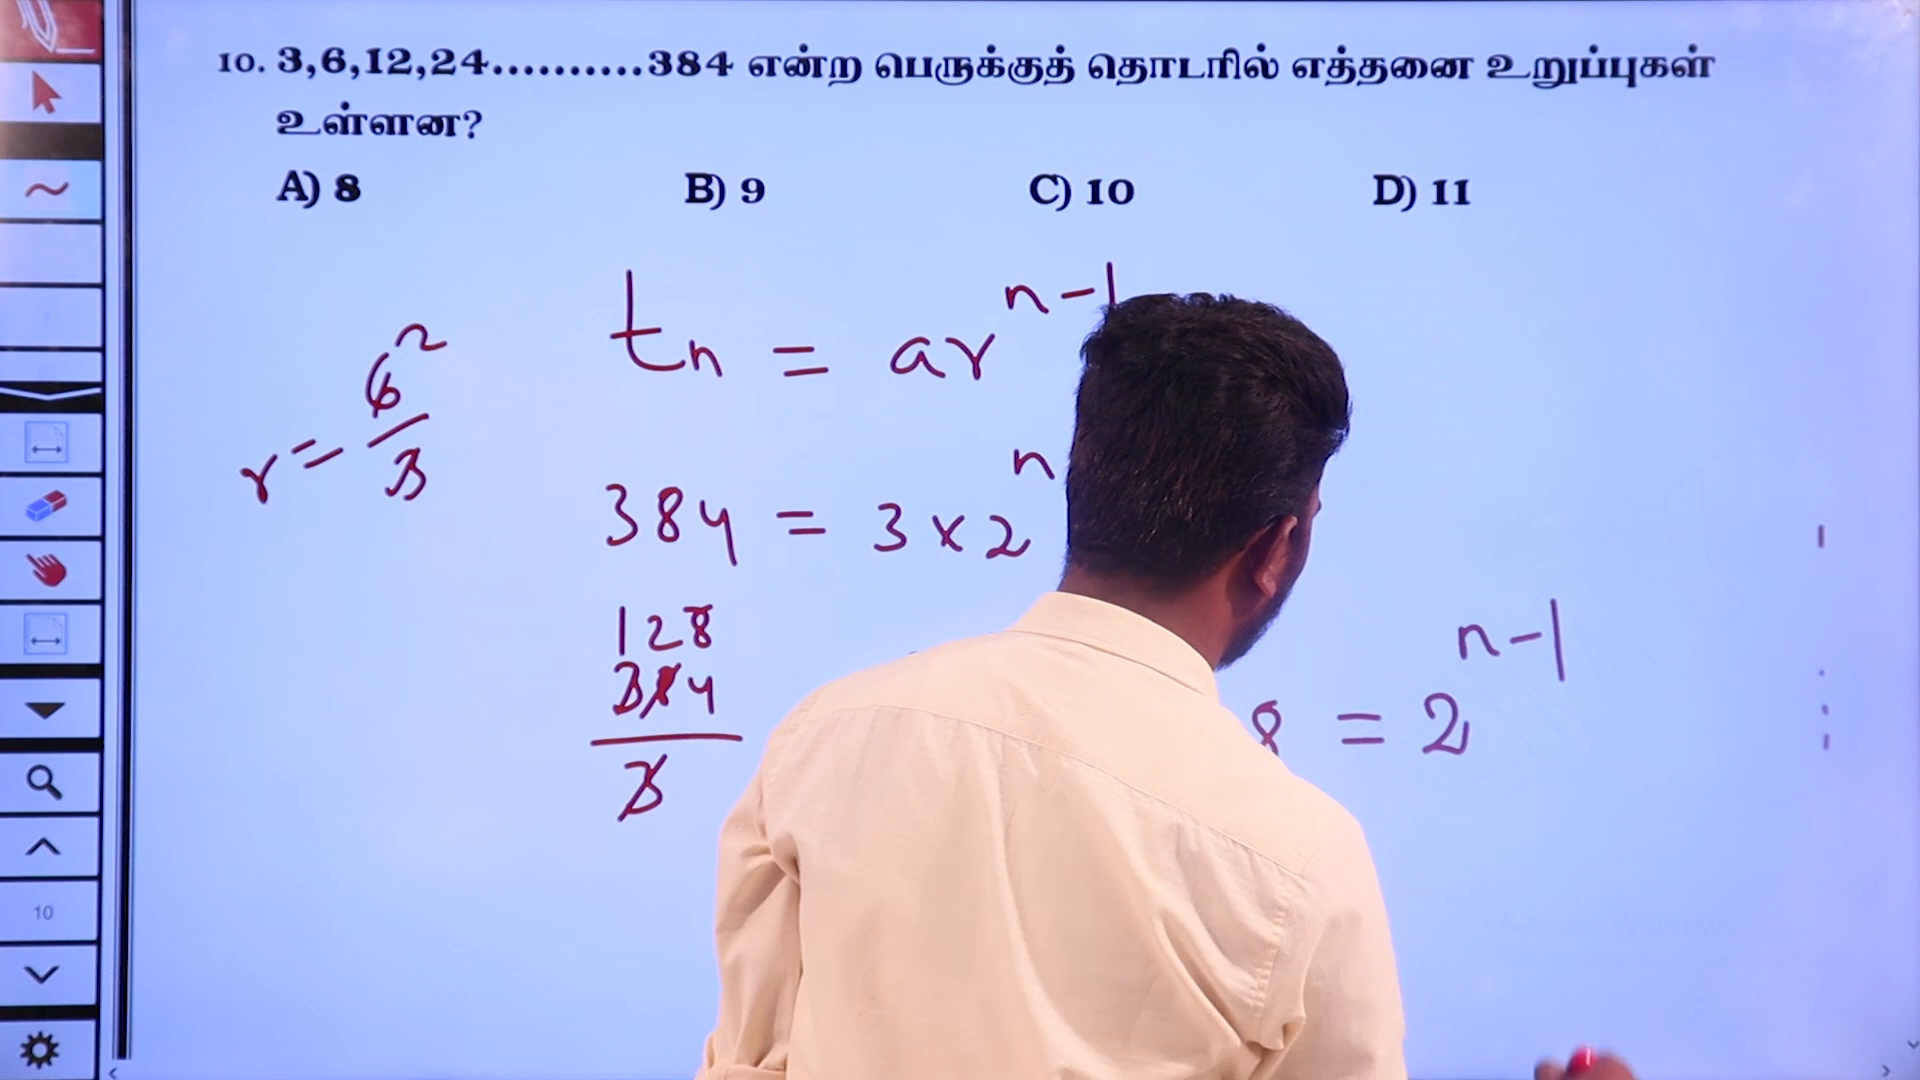 10. 3,6,12,24..........384 என்ற பெருக்குத் தொடரில் எத்தனை உறுப்புகள்
உள்ளன?
A) 8 B) 9 C) 10 D) 11
tn = ar^n-1
r = 6/3 2
384 = 3 x 2^n
128
384
3
8 = 2^n-1
10